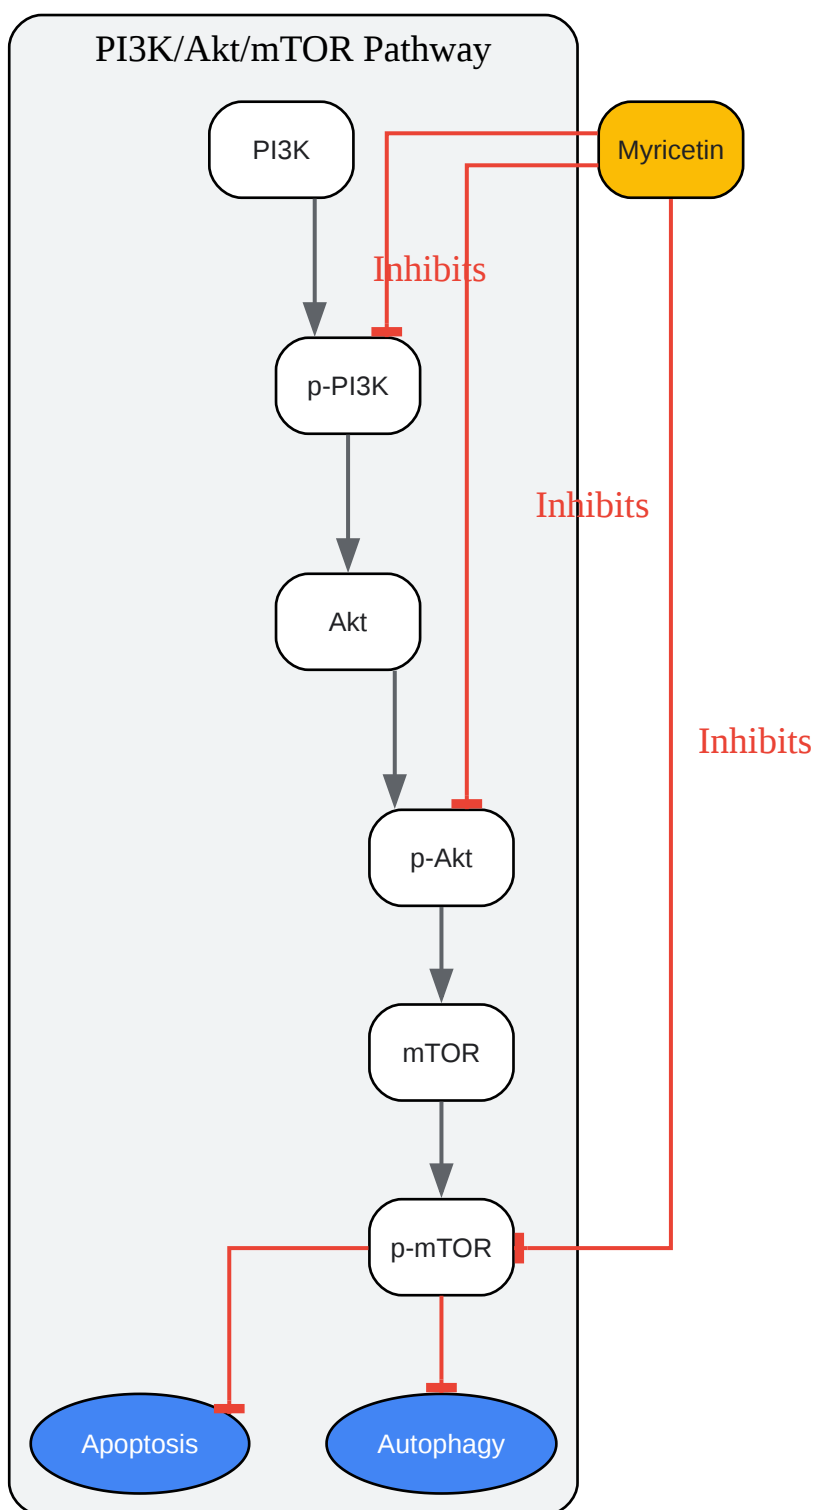 PI3K/Akt/mTOR Pathway
PI3K
Myricetin
Inhibits
p-PI3K
Inhibits
Akt
Inhibits
p-Akt
mTOR
p-mTOR
Apoptosis
Autophagy